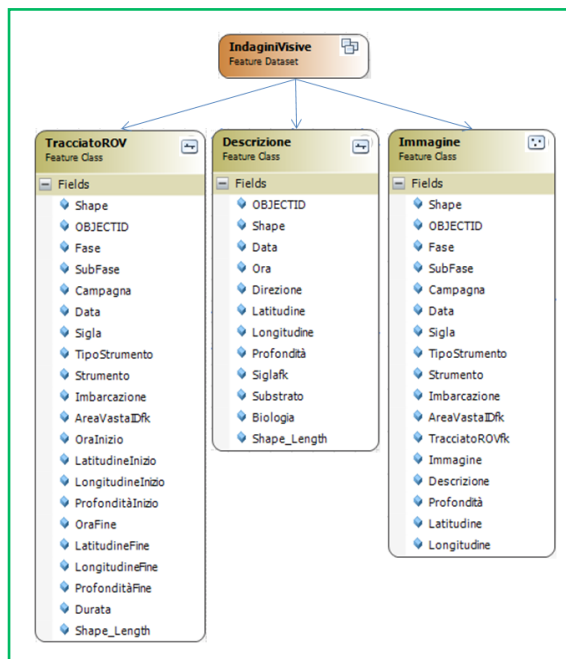 IndaginiVisive
Feature Dataset
TracciatoROV
Feature Class
Fields
Shape
OBJECTID
Fase
SubFase
Campagna
Data
Sigla
TipoStrumento
Strumento
Imbarcazione
AreaVastaIDfk
OraInizio
LatitudineInizio
LongitudineInizio
ProfonditàInizio
OraFine
LatitudineFine
LongitudineFine
ProfonditàFine
Durata
Shape_Length
Descrizione
Feature Class
Fields
OBJECTID
Shape
Data
Ora
Direzione
Latitudine
Longitudine
Profondità
Siglafk
Substrato
Biologia
Shape_Length
Immagine
Feature Class
Fields
Shape
OBJECTID
Fase
SubFase
Campagna
Data
Sigla
TipoStrumento
Strumento
Imbarcazione
AreaVastaIDfk
TracciatoROVfk
Immagine
Descrizione
Profondità
Latitudine
Longitudine